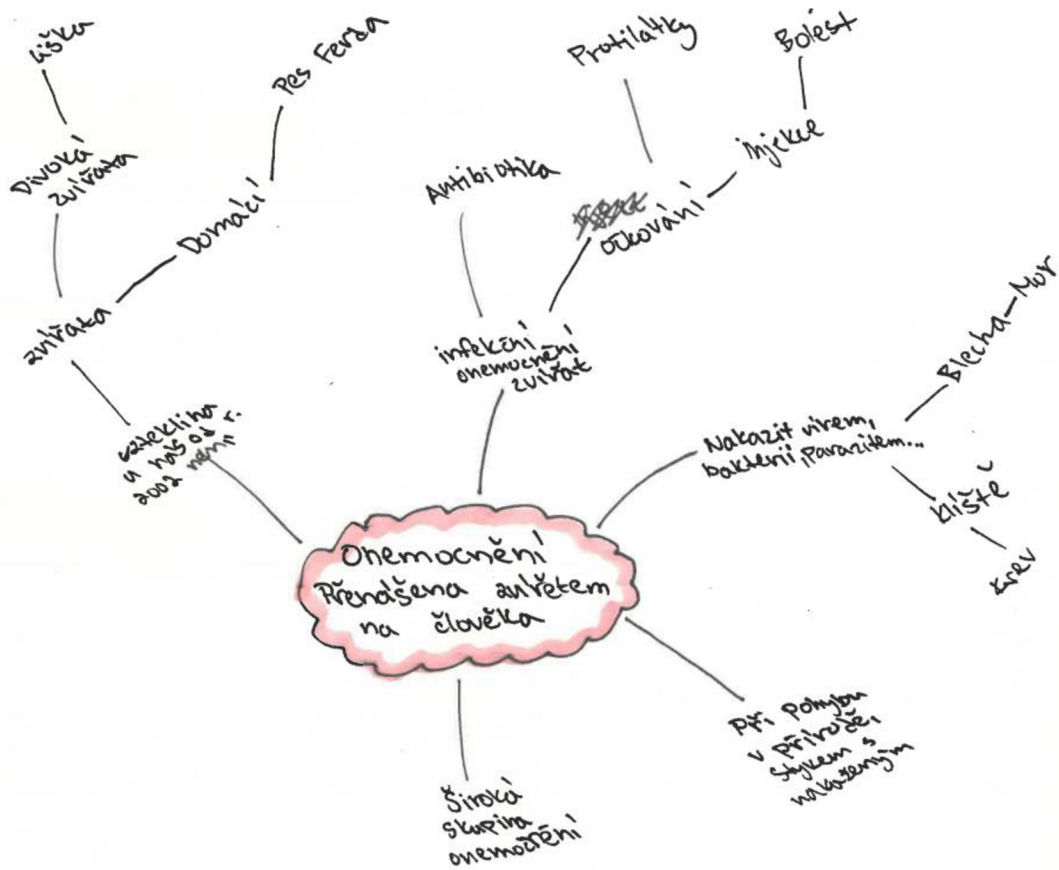 liška
Divoká
zvířata
Pes Ferda
Domácí
zvířata
vzteklina
u nás od r.
2002 není
Antibiotika
Protilátky
Bolest
injekce
očkování
infekční
onemocnění
zvířat
Blecha-Mor
Nakazit virem,
bakterií, parazitem...
klíště
krev
Onemocnění
Přenášena zvířetem
na člověka
Při pohybu
v přírodě,
stykem s
nakaženým
Široká
skupina
onemocnění